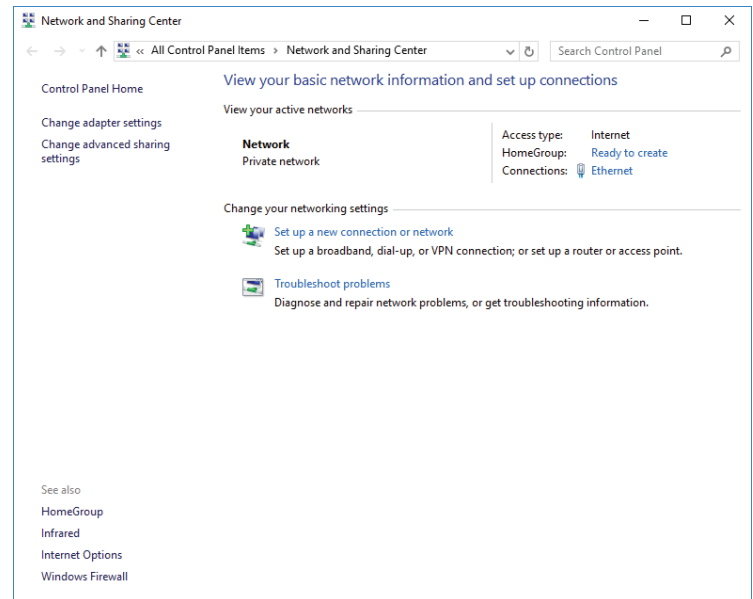 Network and Sharing Center
« All Control Panel Items > Network and Sharing Center
Search Control Panel
Control Panel Home
Change adapter settings
Change advanced sharing
settings
View your basic network information and set up connections
View your active networks
Network
Private network
Access type: Internet
HomeGroup: Ready to create
Connections: Ethernet
Change your networking settings
Set up a new connection or network
Set up a broadband, dial-up, or VPN connection; or set up a router or access point.
Troubleshoot problems
Diagnose and repair network problems, or get troubleshooting information.
See also
HomeGroup
Infrared
Internet Options
Windows Firewall